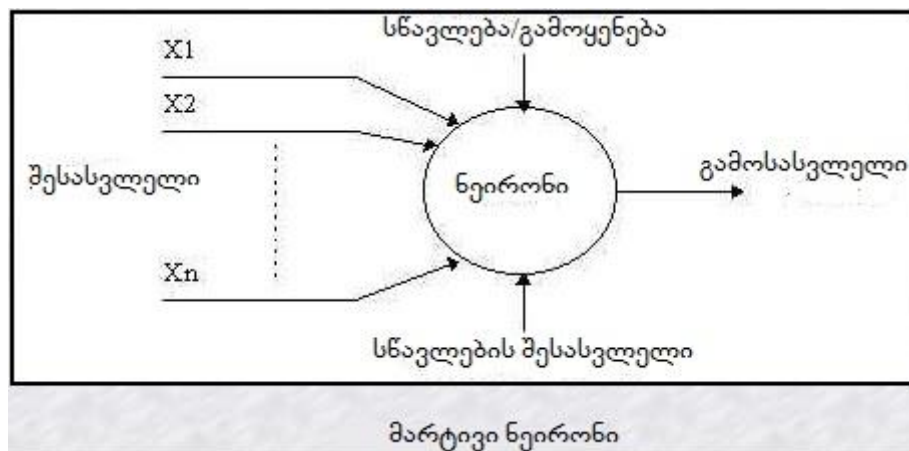 სწავლება/გამოყენება
X1
X2
შესასვლელი
ნეირონი
გამოსასვლელი
Xn
სწავლების შესასვლელი
მარტივი ნეირონი